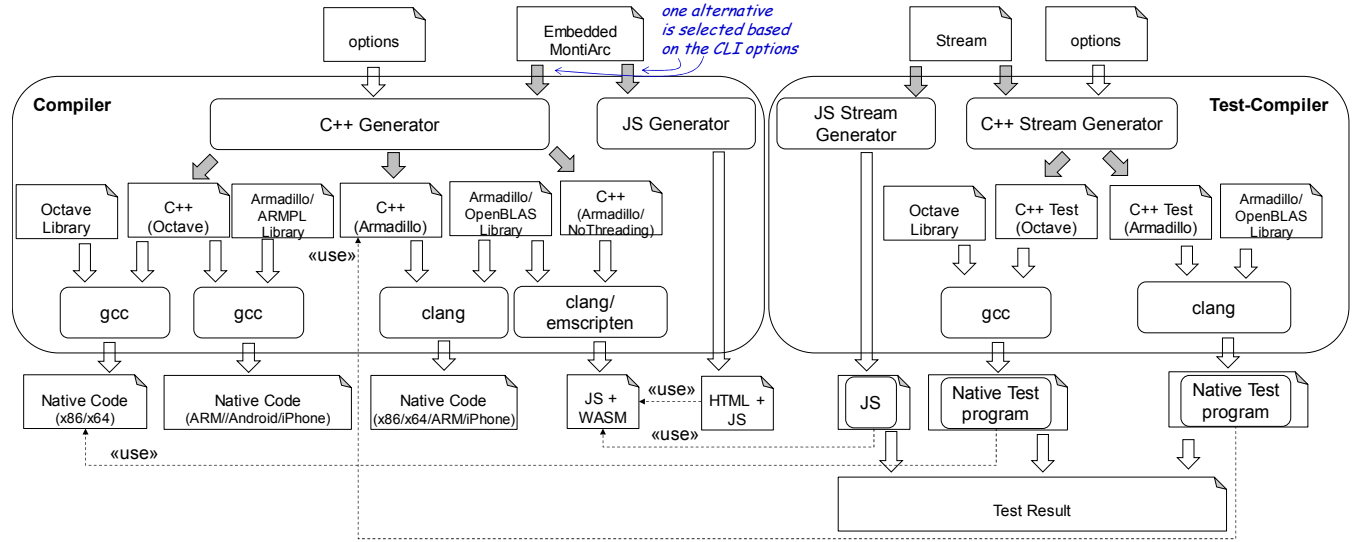 options
Embedded
MontiArc
one alternative
is selected based
on the CLI options
Stream
options
Compiler
C++ Generator
JS Generator
JS Stream
Generator
C++ Stream Generator
Test-Compiler
Octave
Library
C++
(Octave)
Armadillo/
ARMPL
Library
C++
(Armadillo)
Armadillo/
OpenBLAS
Library
C++
(Armadillo/
NoThreading)
Octave
Library
C++ Test
(Octave)
C++ Test
(Armadillo)
Armadillo/
OpenBLAS
Library
«use»
gcc
gcc
clang
clang/
emscripten
gcc
clang
Native Code
(x86/x64)
Native Code
(ARM//Android/iPhone)
Native Code
(x86/x64/ARM/iPhone)
JS +
WASM
«use»
HTML +
JS
JS
Native Test
program
Native Test
program
«use»
«use»
Test Result